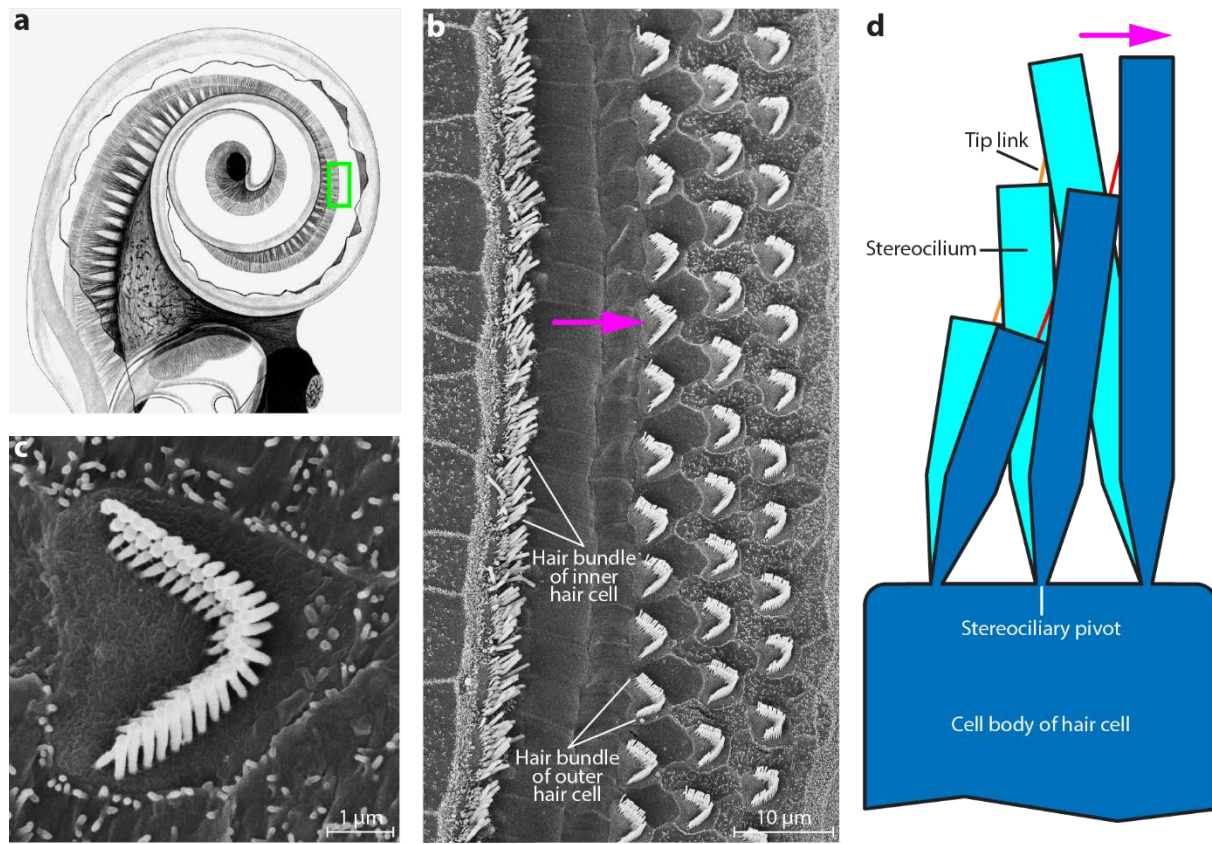 a
b
d
Tip link
Stereocilium
c
Hair bundle
of inner
hair cell
Stereociliary pivot
Hair bundle
of outer
hair cell
Cell body of hair cell
1 µm
10 µm